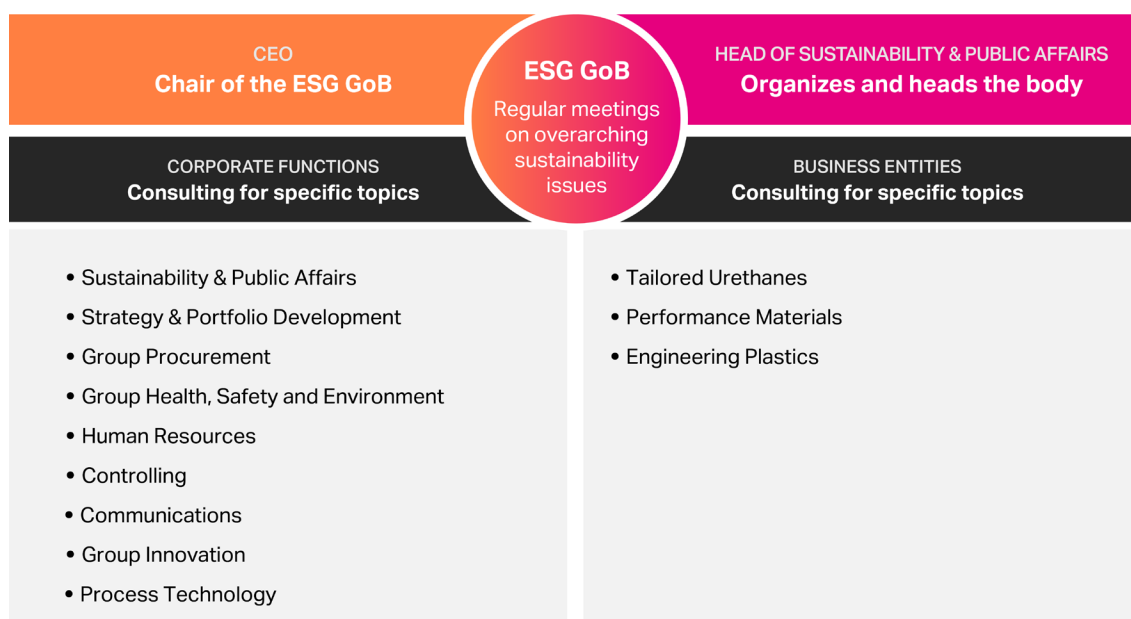 CEO
Chair of the ESG GoB
ESG GoB
Regular meetings
on overarching
sustainability
issues
HEAD OF SUSTAINABILITY & PUBLIC AFFAIRS
Organizes and heads the body
CORPORATE FUNCTIONS
Consulting for specific topics
BUSINESS ENTITIES
Consulting for specific topics
• Sustainability & Public Affairs
• Strategy & Portfolio Development
• Group Procurement
• Group Health, Safety and Environment
• Human Resources
• Controlling
• Communications
• Group Innovation
• Process Technology
• Tailored Urethanes
• Performance Materials
• Engineering Plastics